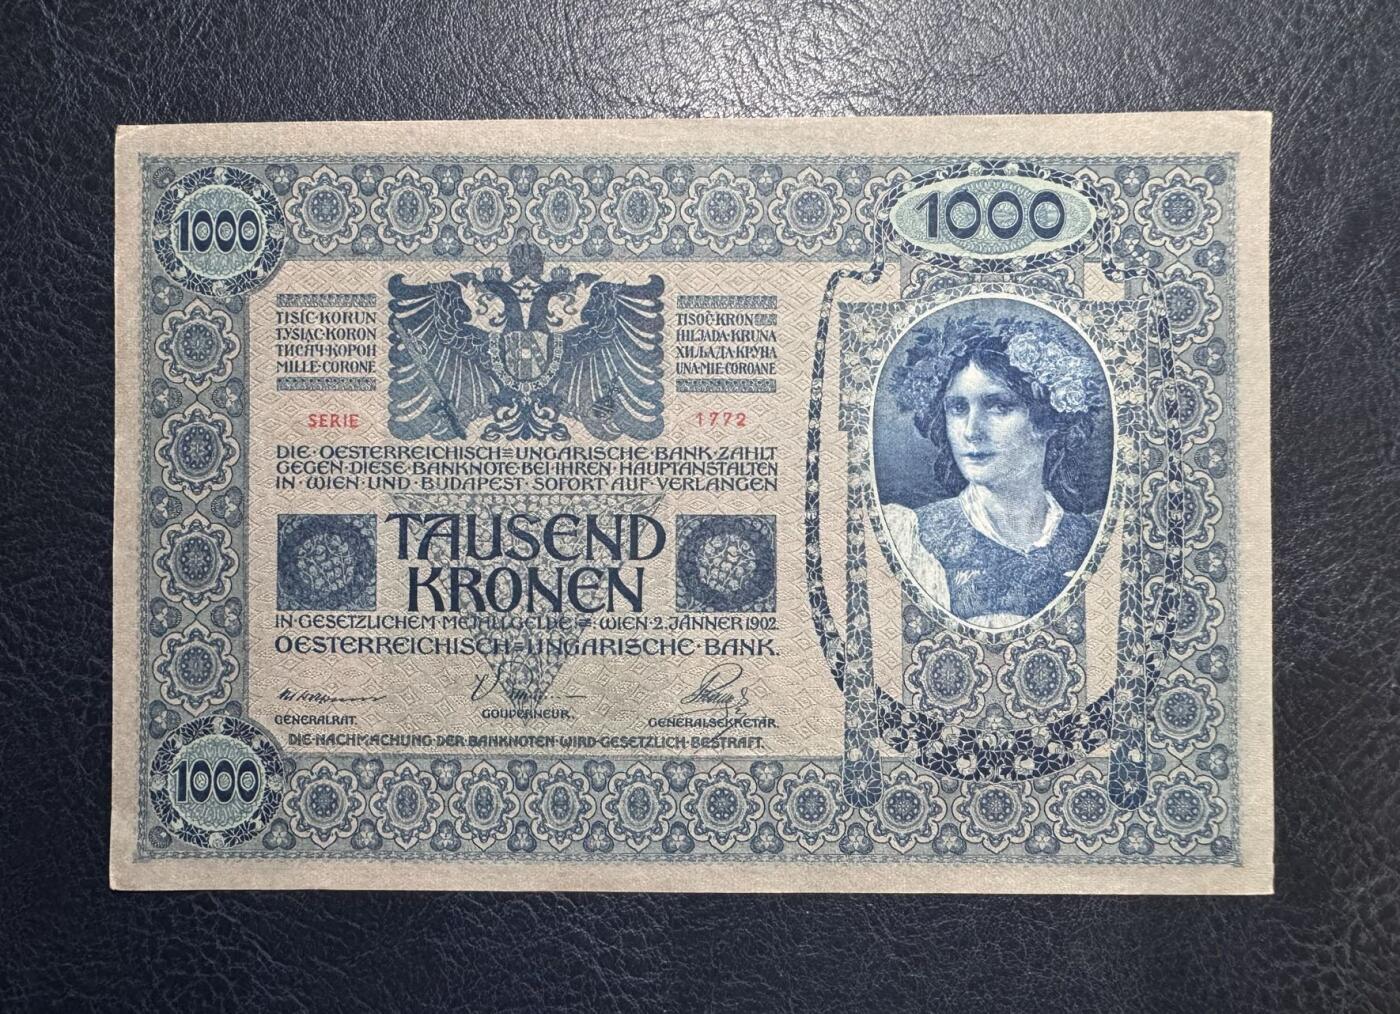 1000
1000
TISÍC·KORUN
TYSIĄC·KORON
ТИСЯЧ·КОРОН
MILLE·CORONE
TISOČ·KRON
HILJADA·KRUNA
ХИЉАДА·КРУНА
UNA·MIE·COROANE
SERIE 1772
DIE·OESTERREICHISCH=UNGARISCHE·BANK·ZAHLT
GEGEN·DIESE·BANKNOTE·BEI·IHREN·HAUPTANSTALTEN
IN·WIEN·UND·BUDAPEST·SOFORT·AUF·VERLANGEN
TAUSEND
KRONEN
IN·GESETZLICHEM·METALLGELDE·=·WIEN·2·JÄNNER·1902
OESTERREICHISCH=UNGARISCHE·BANK.
GENERALRAT.
GOUVERNEUR.
GENERALSEKRETÄR.
DIE·NACHMACHUNG·DER·BANKNOTEN·WIRD·GESETZLICH·BESTRAFT.
1000